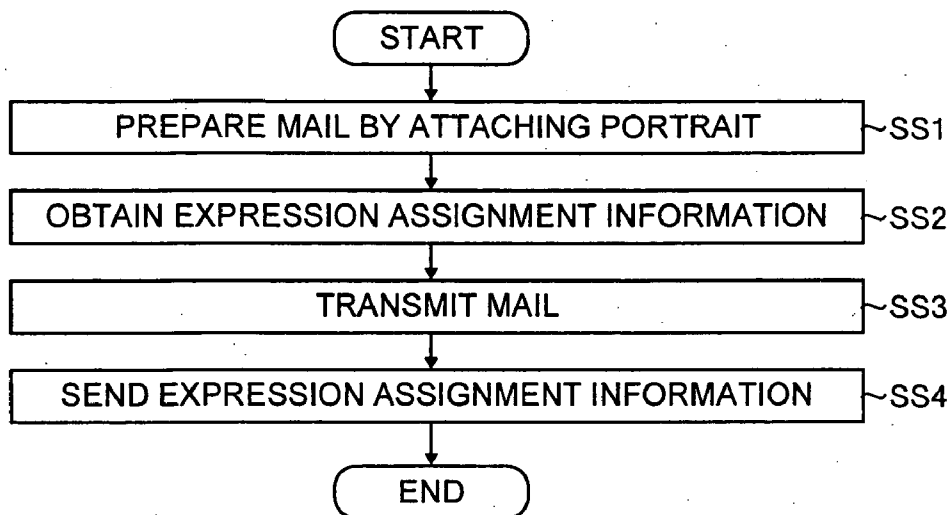 START
PREPARE MAIL BY ATTACHING PORTRAIT ~SS1
OBTAIN EXPRESSION ASSIGNMENT INFORMATION ~SS2
TRANSMIT MAIL ~SS3
SEND EXPRESSION ASSIGNMENT INFORMATION ~SS4
END